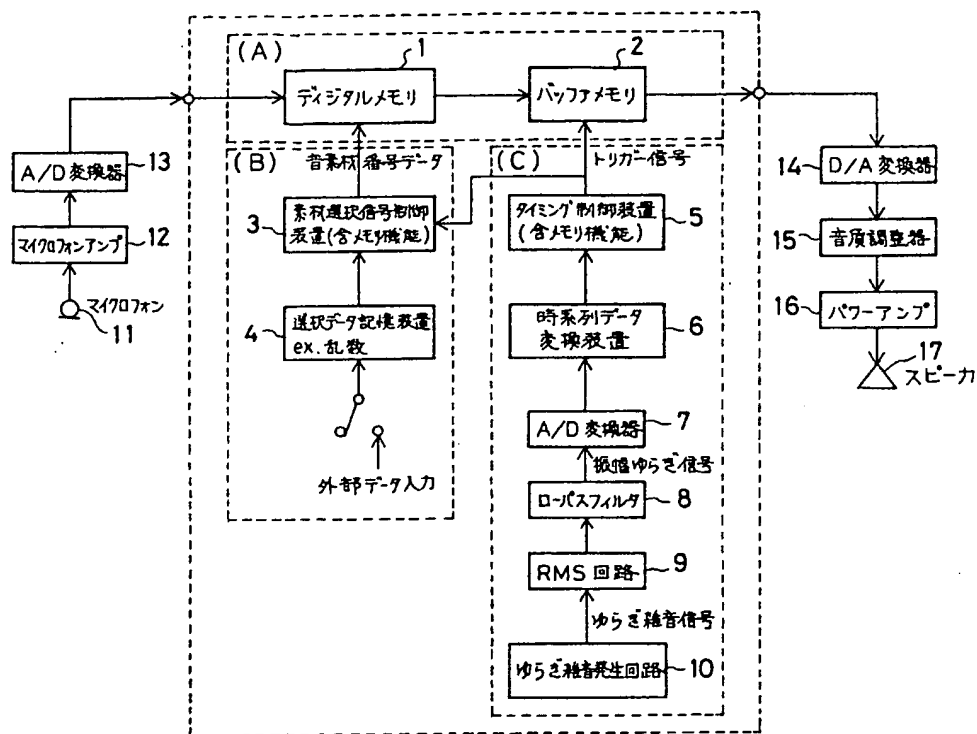 (A)
1
ディジタルメモリ
2
バッファメモリ
(B)
音素材番号データ
3
素材選択信号制御
装置(含メモリ機能)
4
選択データ記憶装置
ex.乱数
外部データ入力
(C)
トリガー信号
タイミング制御装置
(含メモリ機能)
5
時系列データ
変換装置
6
A/D変換器
7
振幅ゆらぎ信号
ローパスフィルタ
8
RMS回路
9
ゆらぎ雑音信号
ゆらぎ雑音発生回路
10
A/D変換器
13
マイクロフォンアンプ
12
マイクロフォン
11
14
D/A変換器
15
音質調整器
16
パワーアンプ
17
スピーカ